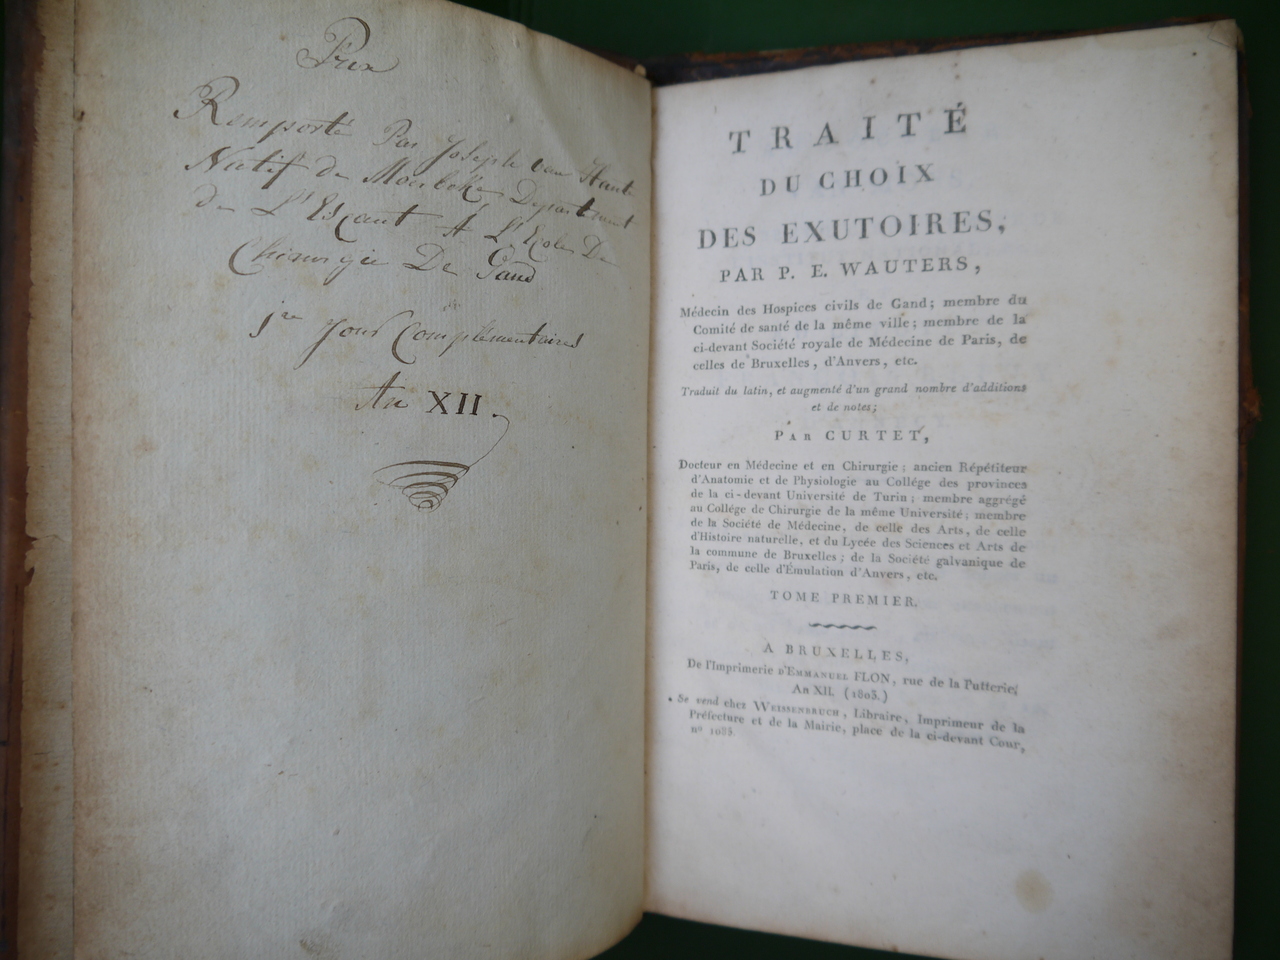 Prix
Remporté Par Joseph van Haute
Natif de Moerbeke Departement
de L'Escaut A L'Ecole De
Chirurgie De Gand
1re Jour Complémentaires
An XII.
TRAITÉ
DU CHOIX
DES EXUTOIRES,
PAR P. E. WAUTERS,
Médecin des Hospices civils de Gand; membre du
Comité de santé de la même ville; membre de la
ci-devant Société royale de Médecine de Paris, de
celles de Bruxelles, d'Anvers, etc.
Traduit du latin, et augmenté d'un grand nombre d'additions
et de notes;
PAR CURTET,
Docteur en Médecine et en Chirurgie; ancien Répétiteur
d'Anatomie et de Physiologie au Collége des provinces
de la ci-devant Université de Turin; membre aggrégé
au Collége de Chirurgie de la même Université; membre
de la Société de Médecine, de celle des Arts, de celle
d'Histoire naturelle, et du Lycée des Sciences et Arts de
la commune de Bruxelles; de la Société galvanique de
Paris, de celle d'Émulation d'Anvers, etc.
TOME PREMIER.
A BRUXELLES,
De l'Imprimerie D'EMMANUEL FLON, rue de la Putterie,
AN XII. (1803.)
Se vend chez WEISSENBRUCH, Libraire, Imprimeur de la
Préfecture et de la Mairie, place de la ci-devant Cour,
nº 1085.